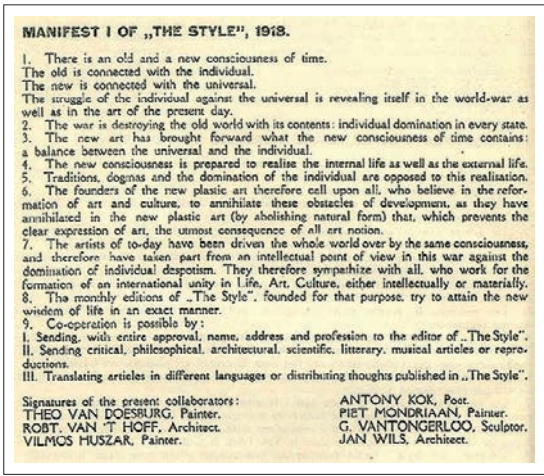 MANIFEST I OF „THE STYLE", 1918.
1. There is an old and a new consciousness of time.
The old is connected with the individual.
The new is connected with the universal.
The struggle of the individual against the universal is revealing itself in the world-war as
well as in the art of the present day.
2. The war is destroying the old world with its contents: individual domination in every state.
3. The new art has brought forward what the new consciousness of time contains:
a balance between the universal and the individual.
4. The new consciousness is prepared to realise the internal life as well as the external life.
5. Traditions, dogmas and the domination of the individual are opposed to this realisation.
6. The founders of the new plastic art therefore call upon all, who believe in the refor-
mation of art and culture, to annihilate these obstacles of development, as they have
annihilated in the new plastic art (by abolishing natural form) that, which prevents the
clear expression of art, the utmost consequence of all art notion.
7. The artists of to-day have been driven the whole world over by the same consciousness,
and therefore have taken part from an intellectual point of view in this war against the
domination of individual despotism. They therefore sympathize with all, who work for the
formation of an international unity in Life, Art, Culture, either intellectually or materially.
8. The monthly editions of „The Style", founded for that purpose, try to attain the new
wisdom of life in an exact manner.
9. Co-operation is possible by:
I. Sending, with entire approval, name, address and profession to the editor of „The Style".
II. Sending critical, philosophical, architectural, scientific, litterary, musical articles or repro-
ductions.
III. Translating articles in different languages or distributing thoughts published in „The Style".
Signatures of the present collaborators:
THEO VAN DOESBURG, Painter.
ROBT. VAN 'T HOFF, Architect.
VILMOS HUSZAR, Painter.
ANTONY KOK, Poet.
PIET MONDRIAAN, Painter.
G. VANTONGERLOO, Sculptor.
JAN WILS, Architect.